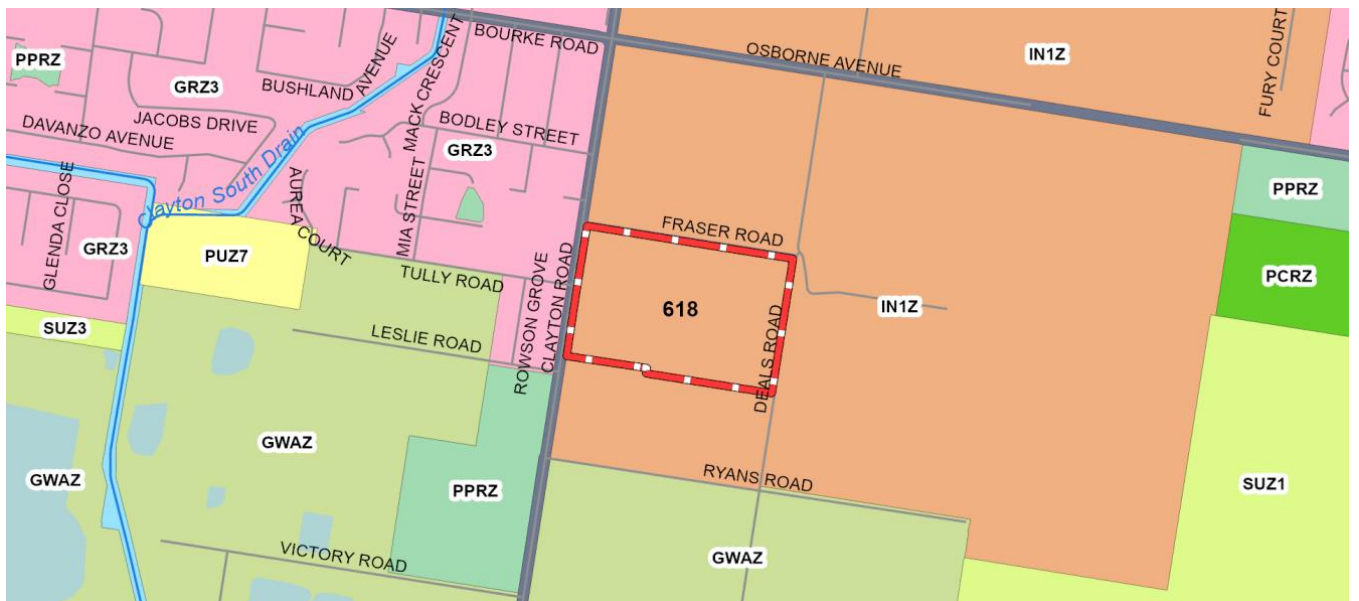 BOURKE ROAD
OSBORNE AVENUE
IN1Z
FURY COURT
PPRZ
GRZ3
BUSHLAND AVENUE
MACK CRESCENT
JACOBS DRIVE
BODLEY STREET
DAVANZO AVENUE
GRZ3
Clayton South Drain
GLENDA CLOSE
AUREA COURT
MIA STREET
PPRZ
GRZ3
PUZ7
TULLY ROAD
FRASER ROAD
PCRZ
ROWSON GROVE
CLAYTON ROAD
618
IN1Z
SUZ3
LESLIE ROAD
DEALS ROAD
GWAZ
GWAZ
PPRZ
RYANS ROAD
SUZ1
VICTORY ROAD
GWAZ